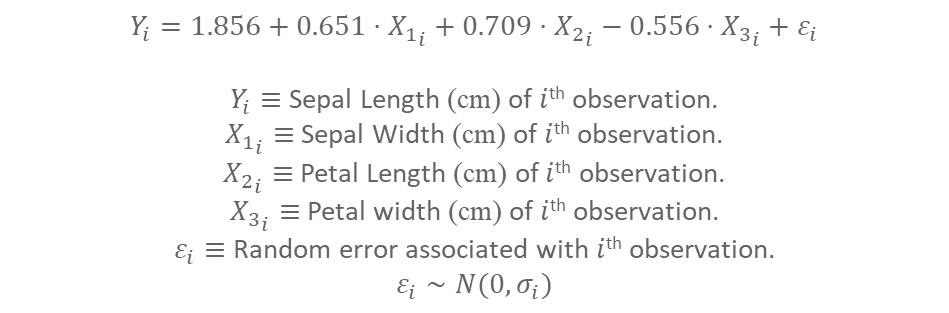 Yᵢ = 1.856 + 0.651 · X₁ᵢ + 0.709 · X₂ᵢ − 0.556 · X₃ᵢ + εᵢ
Yᵢ ≡ Sepal Length (cm) of iᵗʰ observation.
X₁ᵢ ≡ Sepal Width (cm) of iᵗʰ observation.
X₂ᵢ ≡ Petal Length (cm) of iᵗʰ observation.
X₃ᵢ ≡ Petal width (cm) of iᵗʰ observation.
εᵢ ≡ Random error associated with iᵗʰ observation.
εᵢ ~ N(0, σᵢ)